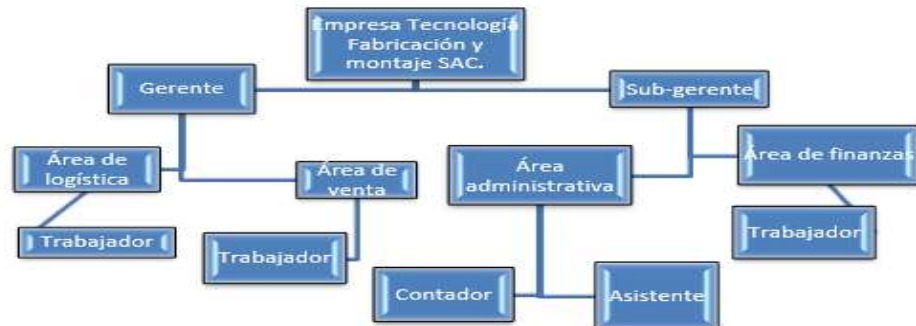 Empresa Tecnología
Fabricación y
montaje SAC.
Gerente
Sub-gerente
Área de
logística
Área de
venta
Área
administrativa
Área de finanzas
Trabajador
Trabajador
Trabajador
Contador
Asistente